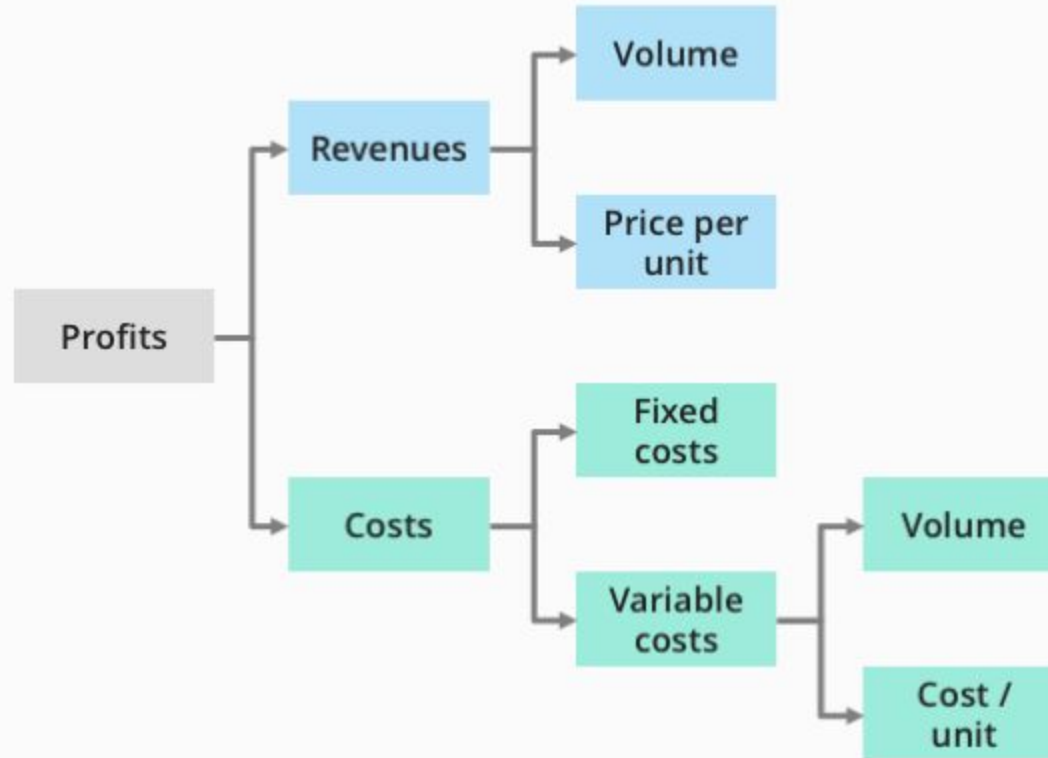 Volume
Revenues
Price per
unit
Profits
Fixed
costs
Costs
Volume
Variable
costs
Cost /
unit